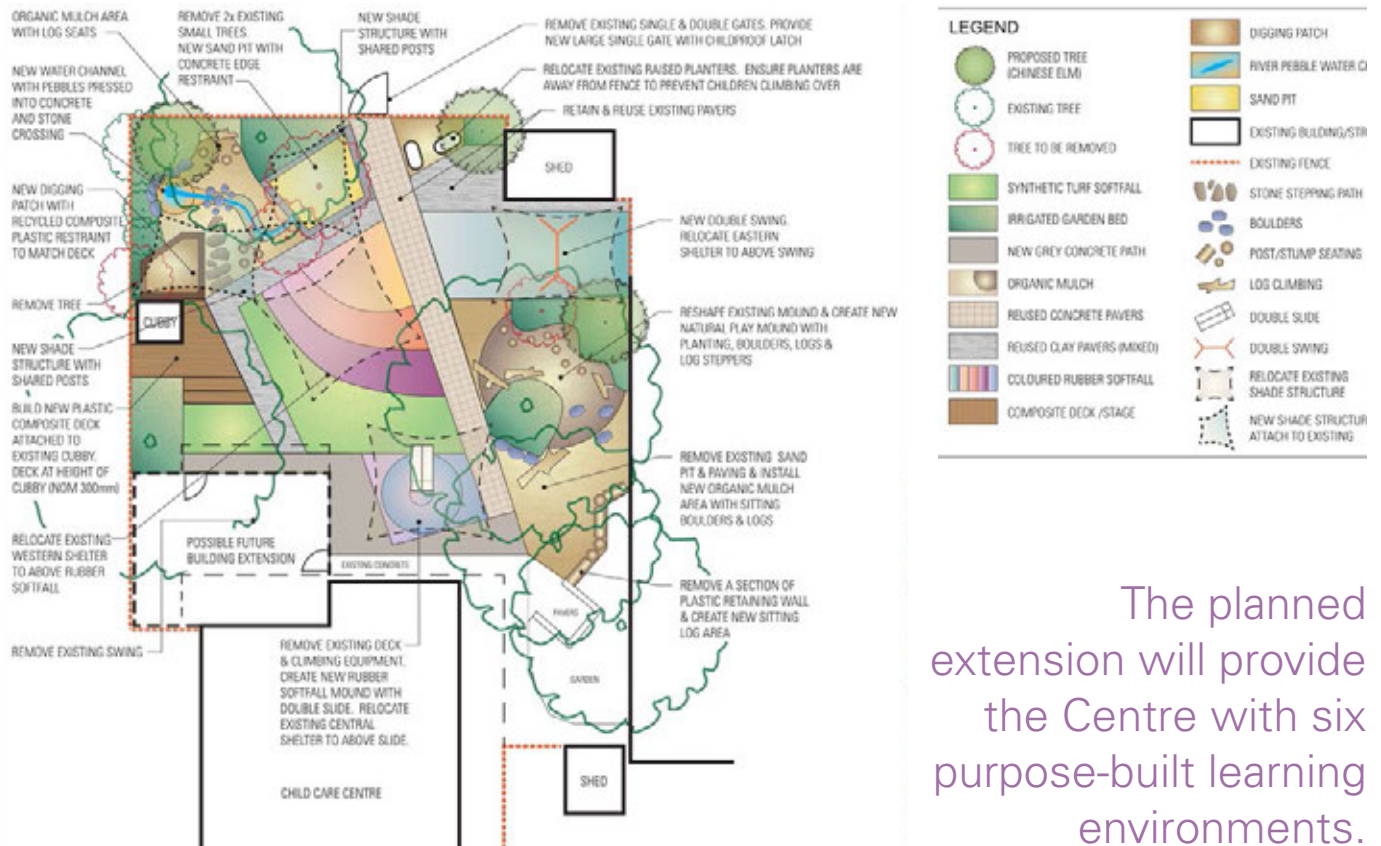 ORGANIC MULCH AREA
WITH LOG SEATS
REMOVE 2x EXISTING
SMALL TREES
NEW SAND PIT WITH
CONCRETE EDGE
RESTRAINT
NEW SHADE
STRUCTURE WITH
SHARED POSTS
REMOVE EXISTING SINGLE & DOUBLE GATES. PROVIDE
NEW LARGE SINGLE GATE WITH CHILDPROOF LATCH
RELOCATE EXISTING RAISED PLANTERS. ENSURE PLANTERS ARE
AWAY FROM FENCE TO PREVENT CHILDREN CLIMBING OVER
RETAIN & REUSE EXISTING PAVERS
NEW WATER CHANNEL
WITH PEBBLES PRESSED
INTO CONCRETE
AND STONE
CROSSING
SHED
NEW DIGGING
PATCH WITH
RECYCLED COMPOSITE
PLASTIC RESTRAINT
TO MATCH DECK
NEW DOUBLE SWING.
RELOCATE EASTERN
SHELTER TO ABOVE SWING
REMOVE TREE
CUBBY
RESHAPE EXISTING MOUND & CREATE NEW
NATURAL PLAY MOUND WITH
PLANTING, BOULDERS, LOGS &
LOG STEPPERS
NEW SHADE
STRUCTURE WITH
SHARED POSTS
BUILD NEW PLASTIC
COMPOSITE DECK
ATTACHED TO
EXISTING CUBBY.
DECK AT HEIGHT OF
CUBBY (NOM 300mm)
REMOVE EXISTING SAND
PIT & PAVING & INSTALL
NEW ORGANIC MULCH
AREA WITH SITTING
BOULDERS & LOGS
RELOCATE EXISTING
WESTERN SHELTER
TO ABOVE RUBBER
SOFTFALL
POSSIBLE FUTURE
BUILDING EXTENSION
EXISTING CONCRETE
REMOVE A SECTION OF
PLASTIC RETAINING WALL
& CREATE NEW SITTING
LOG AREA
PAVERS
REMOVE EXISTING SWING
REMOVE EXISTING DECK
& CLIMBING EQUIPMENT.
CREATE NEW RUBBER
SOFTFALL MOUND WITH
DOUBLE SLIDE. RELOCATE
EXISTING CENTRAL
SHELTER TO ABOVE SLIDE.
GARDEN
SHED
CHILD CARE CENTRE
LEGEND
PROPOSED TREE
(CHINESE ELM)
EXISTING TREE
TREE TO BE REMOVED
SYNTHETIC TURF SOFTFALL
IRRIGATED GARDEN BED
NEW GREY CONCRETE PATH
ORGANIC MULCH
REUSED CONCRETE PAVERS
REUSED CLAY PAVERS (MIXED)
COLOURED RUBBER SOFTFALL
COMPOSITE DECK /STAGE
DIGGING PATCH
RIVER PEBBLE WATER
SAND PIT
EXISTING BUILDING/STR
EXISTING FENCE
STONE STEPPING PATH
BOULDERS
POST/STUMP SEATING
LOG CLIMBING
DOUBLE SLIDE
DOUBLE SWING
RELOCATE EXISTING
SHADE STRUCTURE
NEW SHADE STRUCTUR
ATTACH TO EXISTING
The planned
extension will provide
the Centre with six
purpose-built learning
environments.